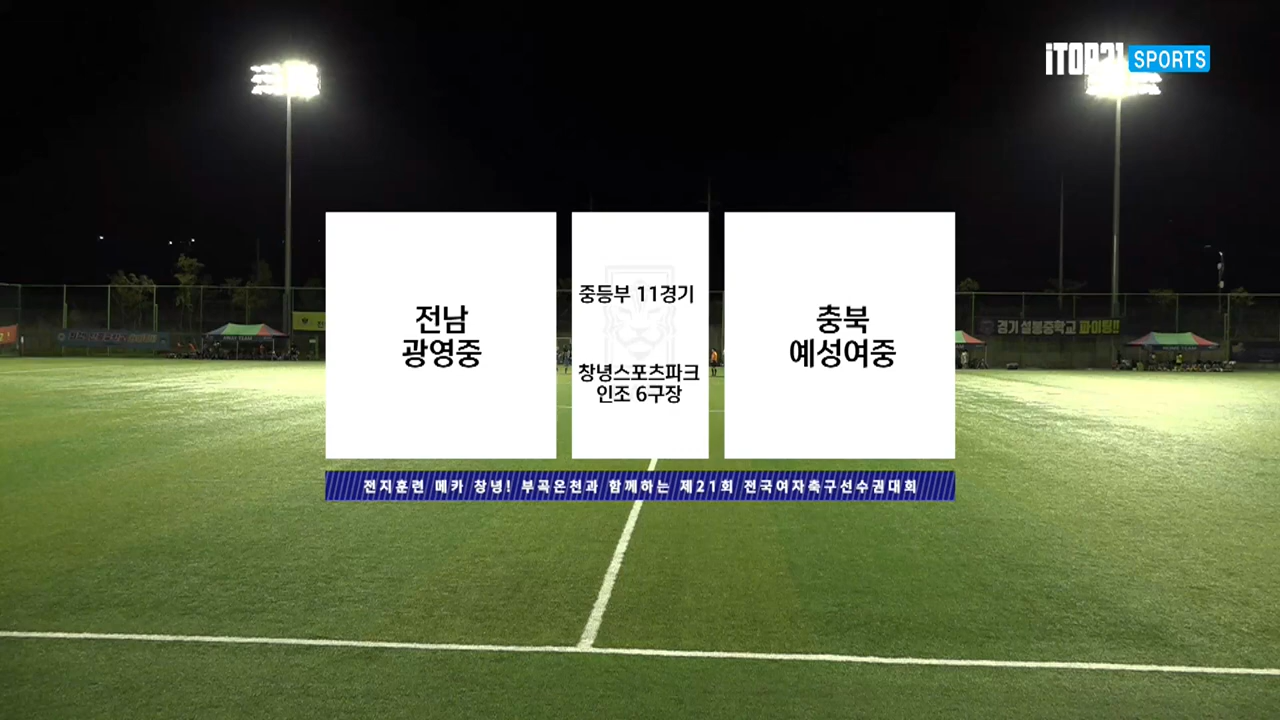 SPORTS
전남
광영중
중등부 11경기
창녕스포츠파크
인조 6구장
충북
예성여중
경기 설봉중학교 파이팅!!
전지훈련 메카 창녕! 부곡온천과 함께하는 제21회 전국여자축구선수권대회